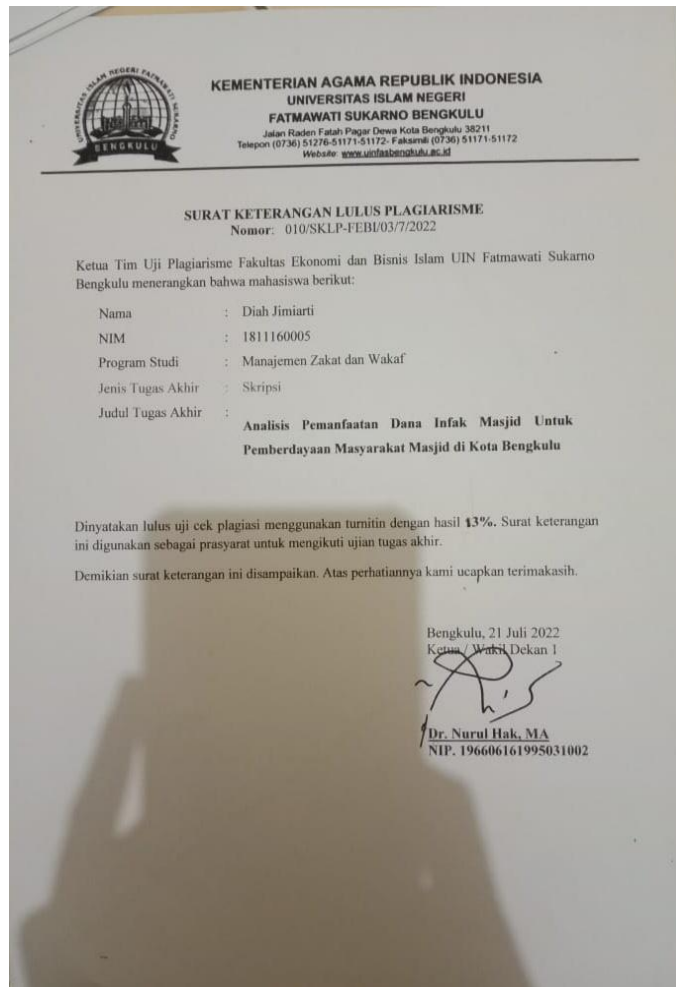 UNIVERSITAS ISLAM NEGERI FATMAWATI SUKARNO
BENGKULU
KEMENTERIAN AGAMA REPUBLIK INDONESIA
UNIVERSITAS ISLAM NEGERI
FATMAWATI SUKARNO BENGKULU
Jalan Raden Fatah Pagar Dewa Kota Bengkulu 38211
Telepon (0736) 51276-51171-51172- Faksimili (0736) 51171-51172
Website: www.uinfasbengkulu.ac.id
SURAT KETERANGAN LULUS PLAGIARISME
Nomor: 010/SKLP-FEBI/03/7/2022
Ketua Tim Uji Plagiarisme Fakultas Ekonomi dan Bisnis Islam UIN Fatmawati Sukarno
Bengkulu menerangkan bahwa mahasiswa berikut:
Nama : Diah Jimiarti
NIM : 1811160005
Program Studi : Manajemen Zakat dan Wakaf
Jenis Tugas Akhir : Skripsi
Judul Tugas Akhir :
Analisis Pemanfaatan Dana Infak Masjid Untuk
Pemberdayaan Masyarakat Masjid di Kota Bengkulu
Dinyatakan lulus uji cek plagiasi menggunakan turnitin dengan hasil 13%. Surat keterangan
ini digunakan sebagai prasyarat untuk mengikuti ujian tugas akhir.
Demikian surat keterangan ini disampaikan. Atas perhatiannya kami ucapkan terimakasih.
Bengkulu, 21 Juli 2022
Ketua / Wakil Dekan 1
Dr. Nurul Hak, MA
NIP. 196606161995031002